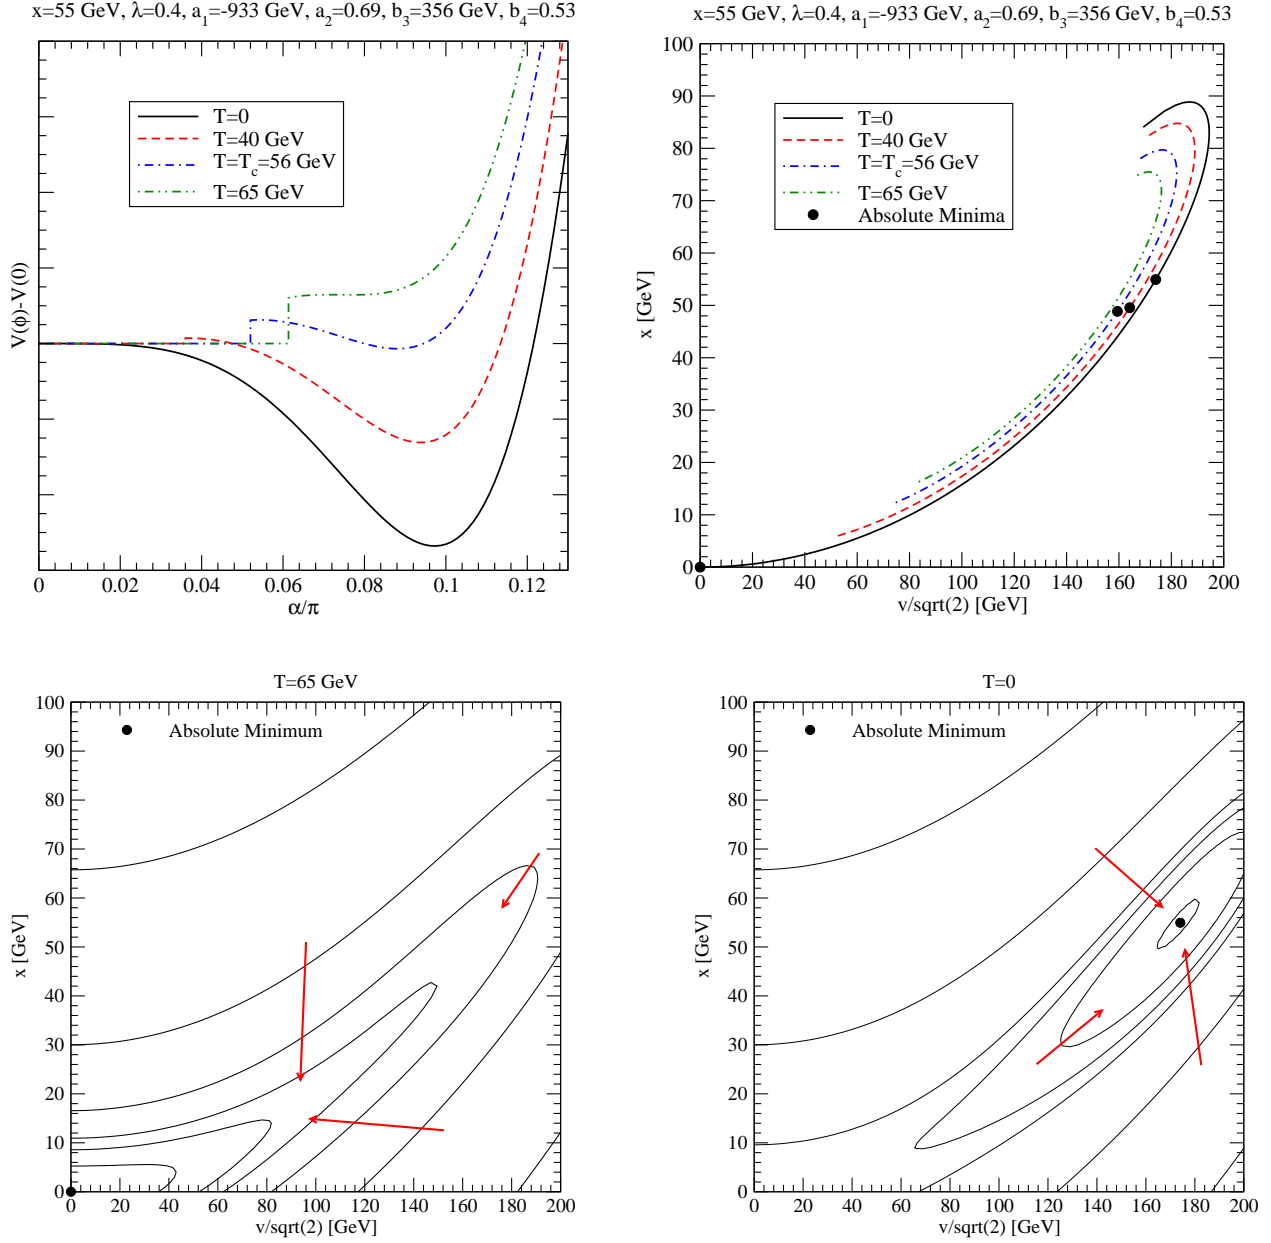 x=55 GeV, λ=0.4, a₁=-933 GeV, a₂=0.69, b₃=356 GeV, b₄=0.53
T=0
T=40 GeV
T=T_c=56 GeV
T=65 GeV
V(ϕ)-V(0)
0 0.02 0.04 0.06 0.08 0.1 0.12
α/π
x=55 GeV, λ=0.4, a₁=-933 GeV, a₂=0.69, b₃=356 GeV, b₄=0.53
100
90
80
70
60
50
40
30
20
10
0
T=0
T=40 GeV
T=T_c=56 GeV
T=65 GeV
Absolute Minima
x [GeV]
0 20 40 60 80 100 120 140 160 180 200
v/sqrt(2) [GeV]
T=65 GeV
Absolute Minimum
100
90
80
70
60
50
40
30
20
10
0
x [GeV]
0 20 40 60 80 100 120 140 160 180 200
v/sqrt(2) [GeV]
T=0
Absolute Minimum
100
90
80
70
60
50
40
30
20
10
0
x [GeV]
0 20 40 60 80 100 120 140 160 180 200
v/sqrt(2) [GeV]